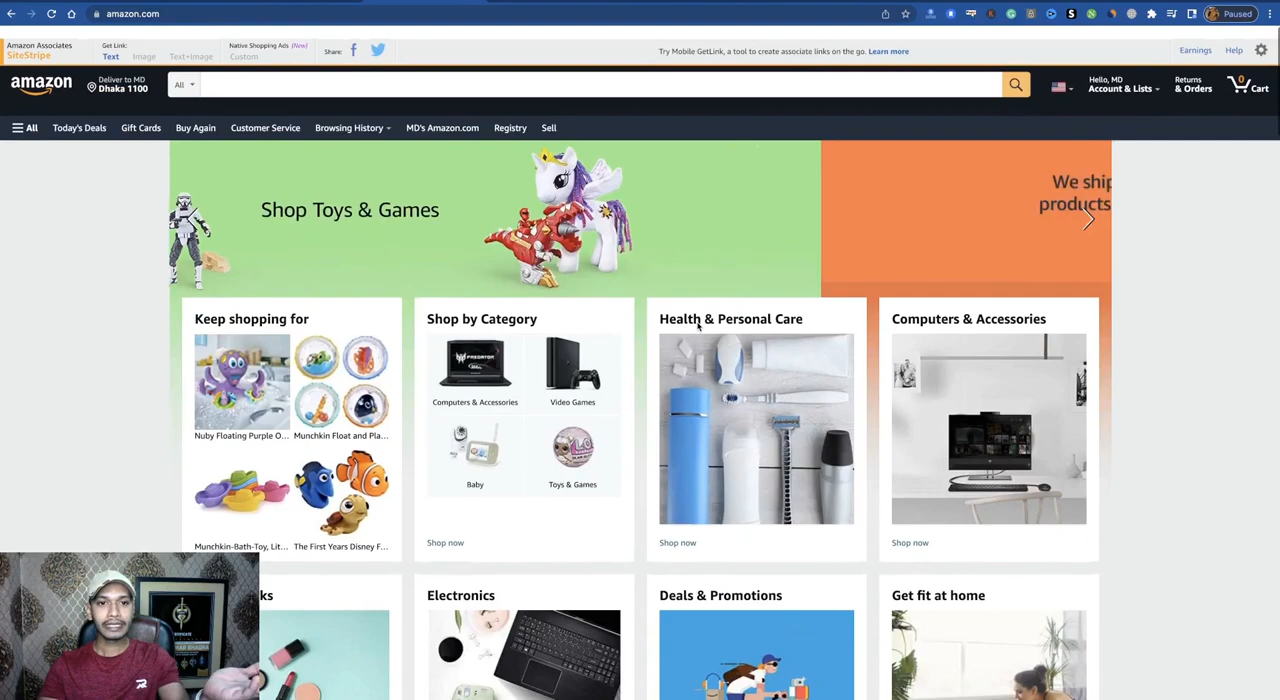 amazon.com
Paused
Amazon Associates
SiteStripe
Get Link:
Text
Image
Text+Image
Native Shopping Ads (New)
Custom
Share:
Try Mobile GetLink, a tool to create associate links on the go. Learn more
Earnings
Help
amazon
Deliver to MD
Dhaka 1100
All
Hello, MD
Account & Lists
Returns
& Orders
0
Cart
All
Today's Deals
Gift Cards
Buy Again
Customer Service
Browsing History
MD's Amazon.com
Registry
Sell
Shop Toys & Games
We ship
products
Keep shopping for
Nuby Floating Purple O...
Munchkin Float and Pla...
Munchkin-Bath-Toy, Lit...
The First Years Disney F...
Shop by Category
PREDATOR
Computers & Accessories
Video Games
Baby
Toys & Games
Shop now
Health & Personal Care
Shop now
Computers & Accessories
Shop now
Electronics
Deals & Promotions
Get fit at home